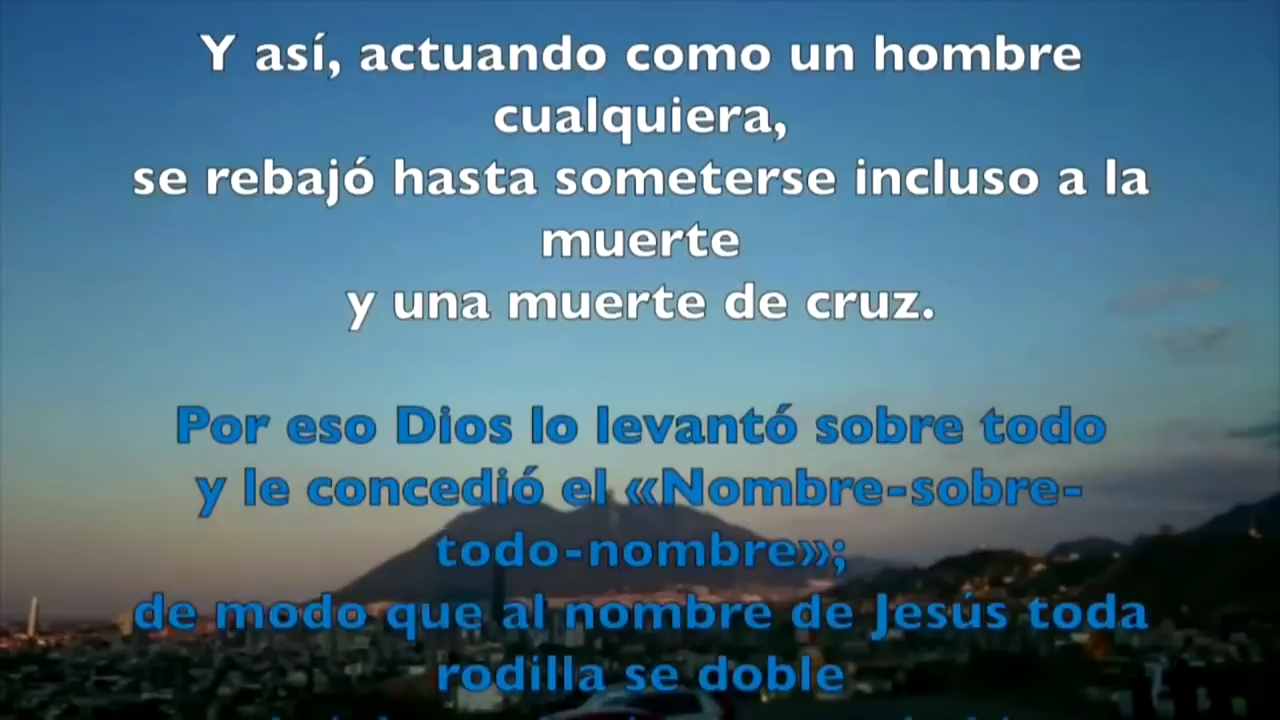 Y así, actuando como un hombre
cualquiera,
se rebajó hasta someterse incluso a la
muerte
y una muerte de cruz.
Por eso Dios lo levantó sobre todo
y le concedió el «Nombre-sobre-
todo-nombre»;
de modo que al nombre de Jesús toda
rodilla se doble